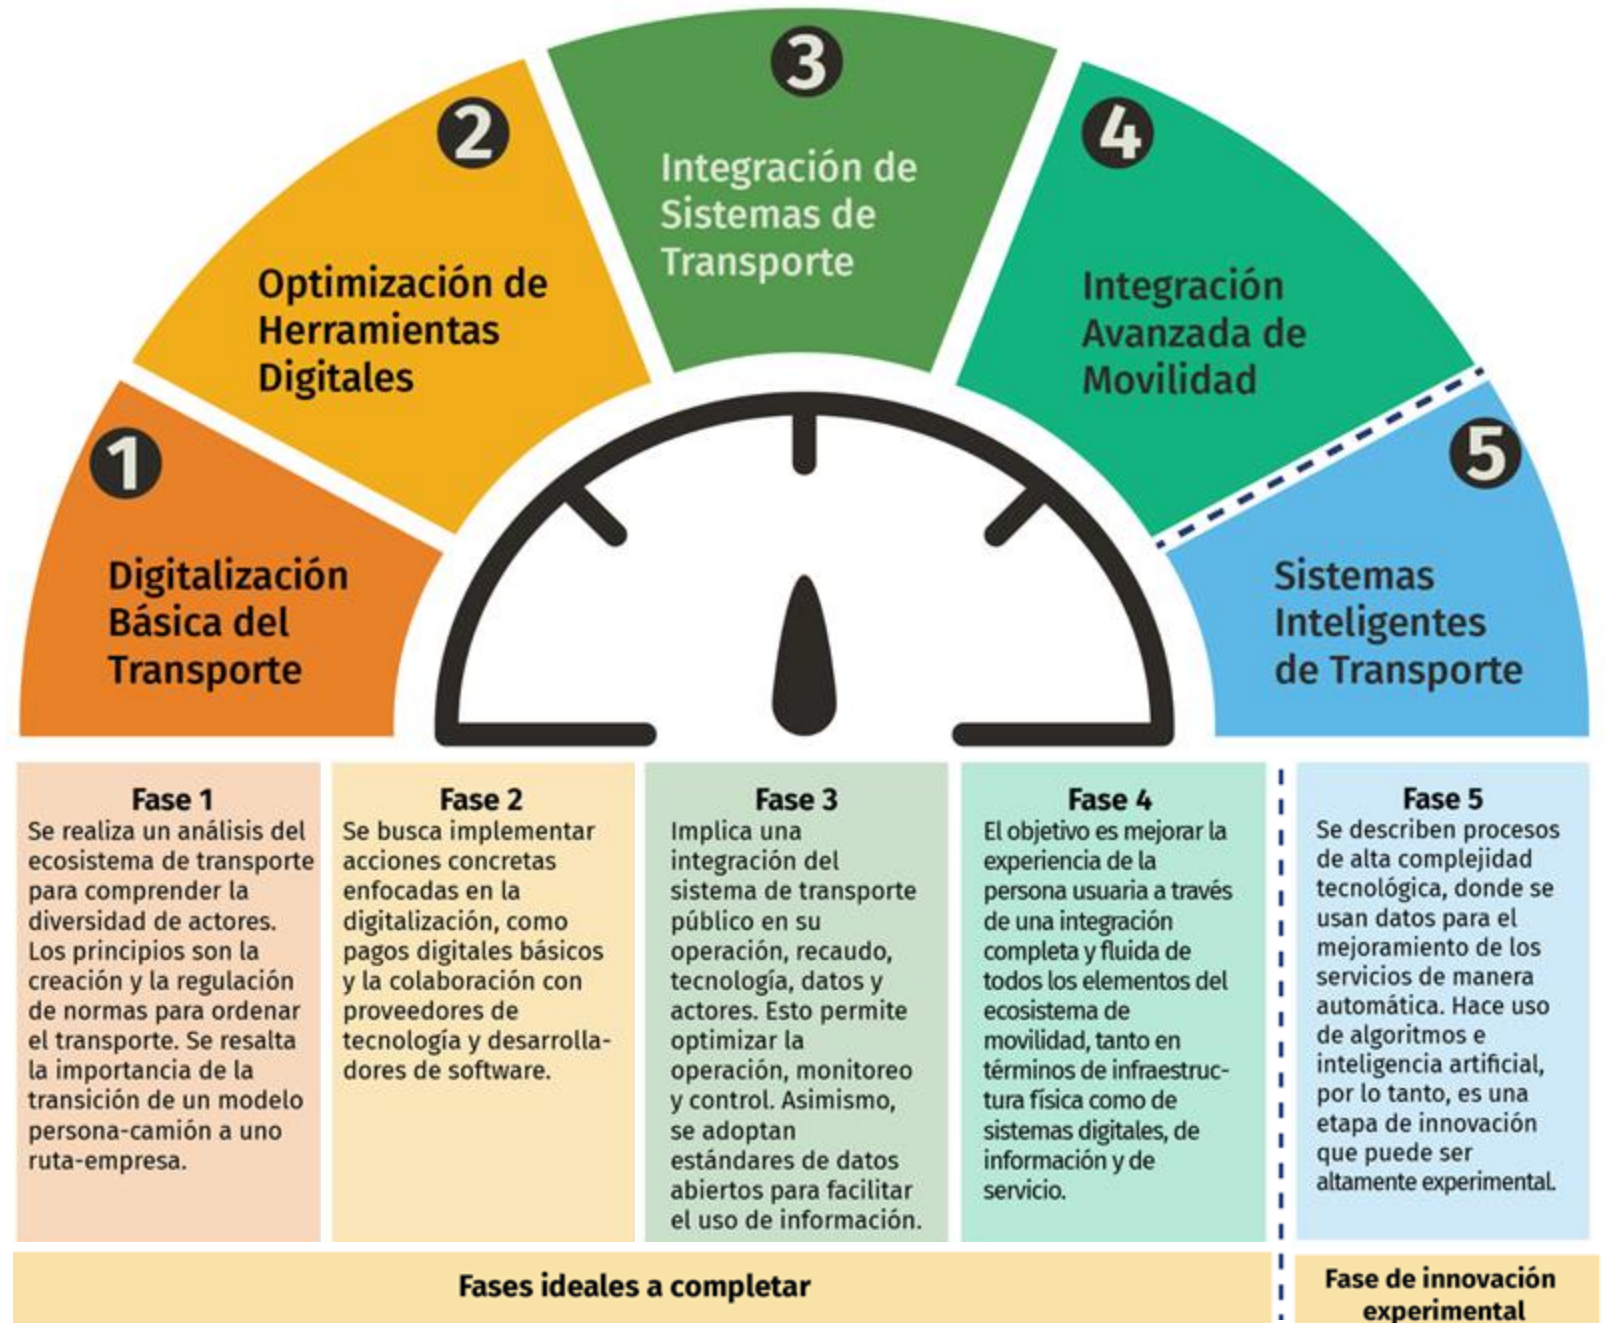 1
Digitalización
Básica del
Transporte
2
Optimización de
Herramientas
Digitales
3
Integración de
Sistemas de
Transporte
4
Integración
Avanzada de
Movilidad
5
Sistemas
Inteligentes
de Transporte
Fase 1
Se realiza un análisis del
ecosistema de transporte
para comprender la
diversidad de actores.
Los principios son la
creación y la regulación
de normas para ordenar
el transporte. Se resalta
la importancia de la
transición de un modelo
persona-camión a uno
ruta-empresa.
Fase 2
Se busca implementar
acciones concretas
enfocadas en la
digitalización, como
pagos digitales básicos
y la colaboración con
proveedores de
tecnología y desarrolla-
dores de software.
Fase 3
Implica una
integración del
sistema de transporte
público en su
operación, recaudo,
tecnología, datos y
actores. Esto permite
optimizar la
operación, monitoreo
y control. Asimismo,
se adoptan
estándares de datos
abiertos para facilitar
el uso de información.
Fase 4
El objetivo es mejorar la
experiencia de la
persona usuaria a través
de una integración
completa y fluida de
todos los elementos del
ecosistema de
movilidad, tanto en
términos de infraestruc-
tura física como de
sistemas digitales, de
información y de
servicio.
Fase 5
Se describen procesos
de alta complejidad
tecnológica, donde se
usan datos para el
mejoramiento de los
servicios de manera
automática. Hace uso
de algoritmos e
inteligencia artificial,
por lo tanto, es una
etapa de innovación
que puede ser
altamente experimental.
Fases ideales a completar
Fase de innovación
experimental